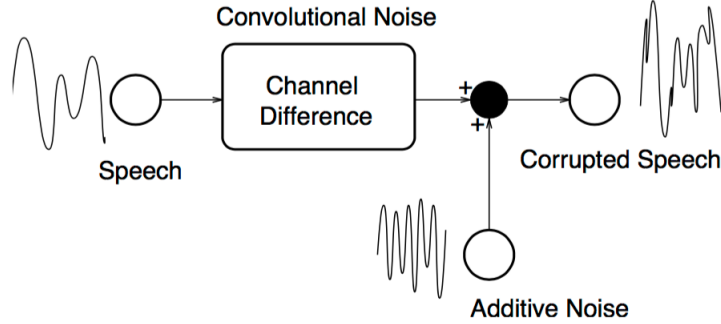 Convolutional Noise
Channel
Difference
+
+
Speech
Corrupted Speech
Additive Noise